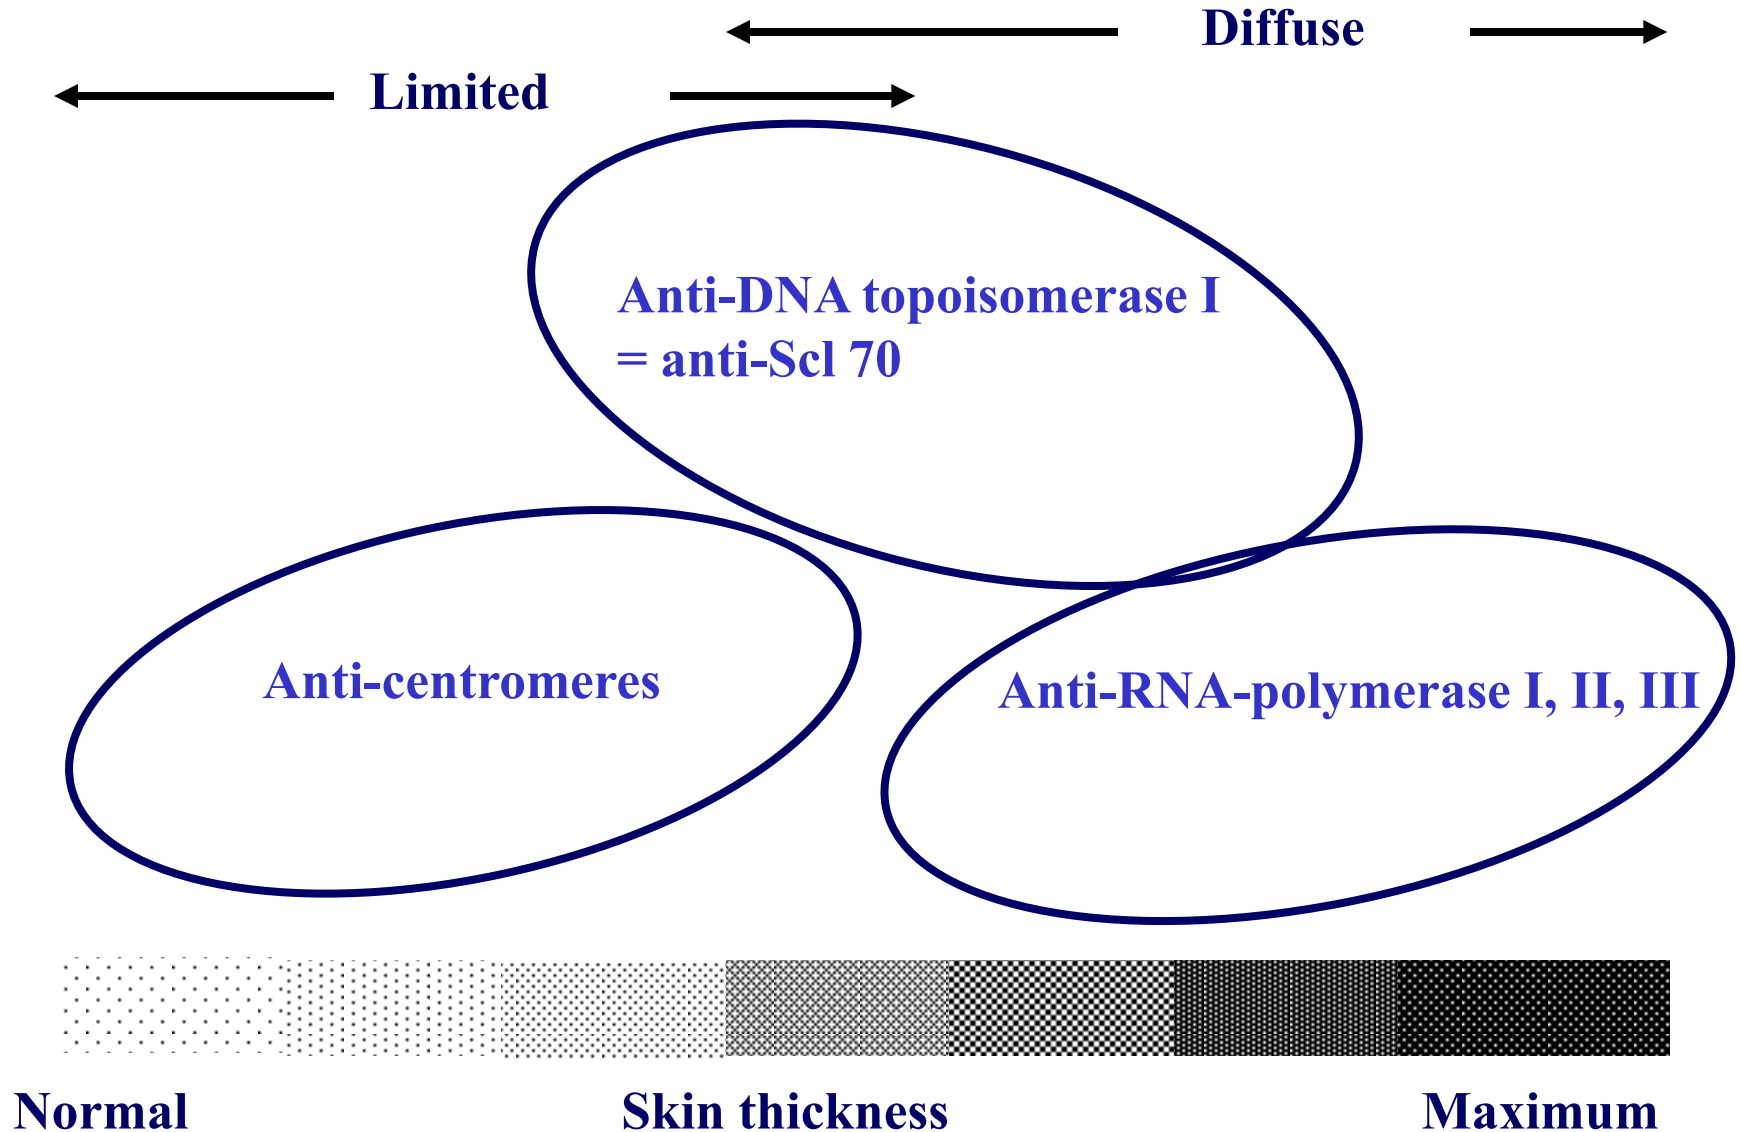 Diffuse
Limited
Anti-DNA topoisomerase I
= anti-Scl 70
Anti-centromeres
Anti-RNA-polymerase I, II, III
Normal
Skin thickness
Maximum